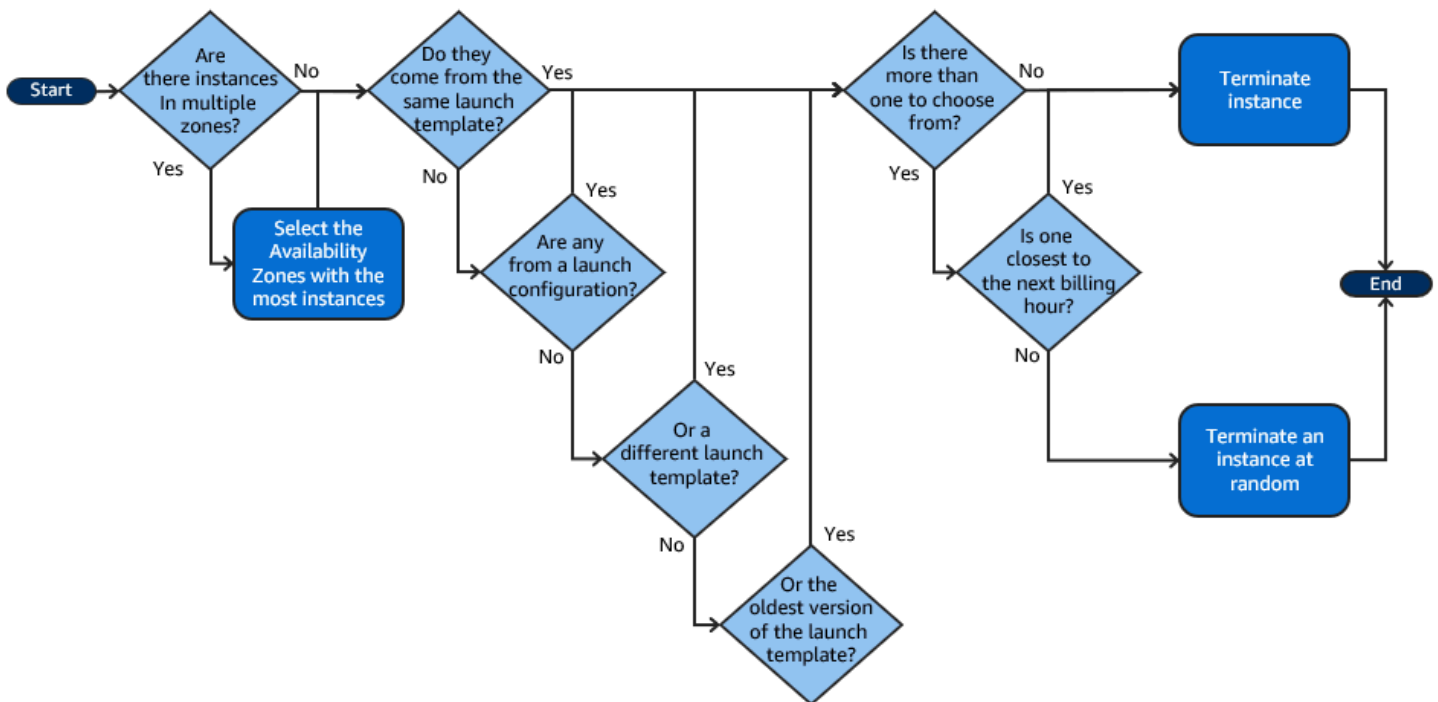 Start
Are
there instances
In multiple
zones?
No
Yes
Select the
Availability
Zones with the
most instances
Do they
come from the
same launch
template?
Yes
No
Are any
from a launch
configuration?
Yes
No
Or a
different launch
template?
Yes
No
Or the
oldest version
of the launch
template?
Yes
Is there
more than
one to choose
from?
No
Yes
Is one
closest to
the next billing
hour?
Yes
No
Terminate
instance
Terminate an
instance at
random
End